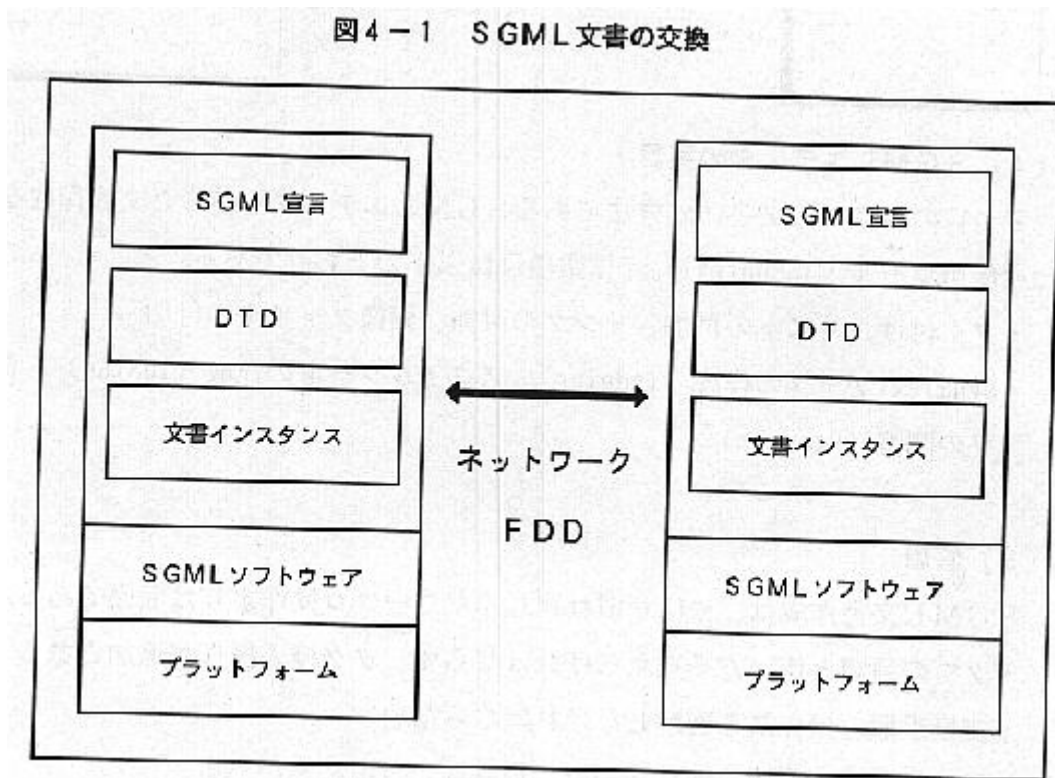 図4－1 SGML文書の交換
SGML宣言
DTD
文書インスタンス
SGMLソフトウェア
プラットフォーム
ネットワーク
FDD
SGML宣言
DTD
文書インスタンス
SGMLソフトウェア
プラットフォーム